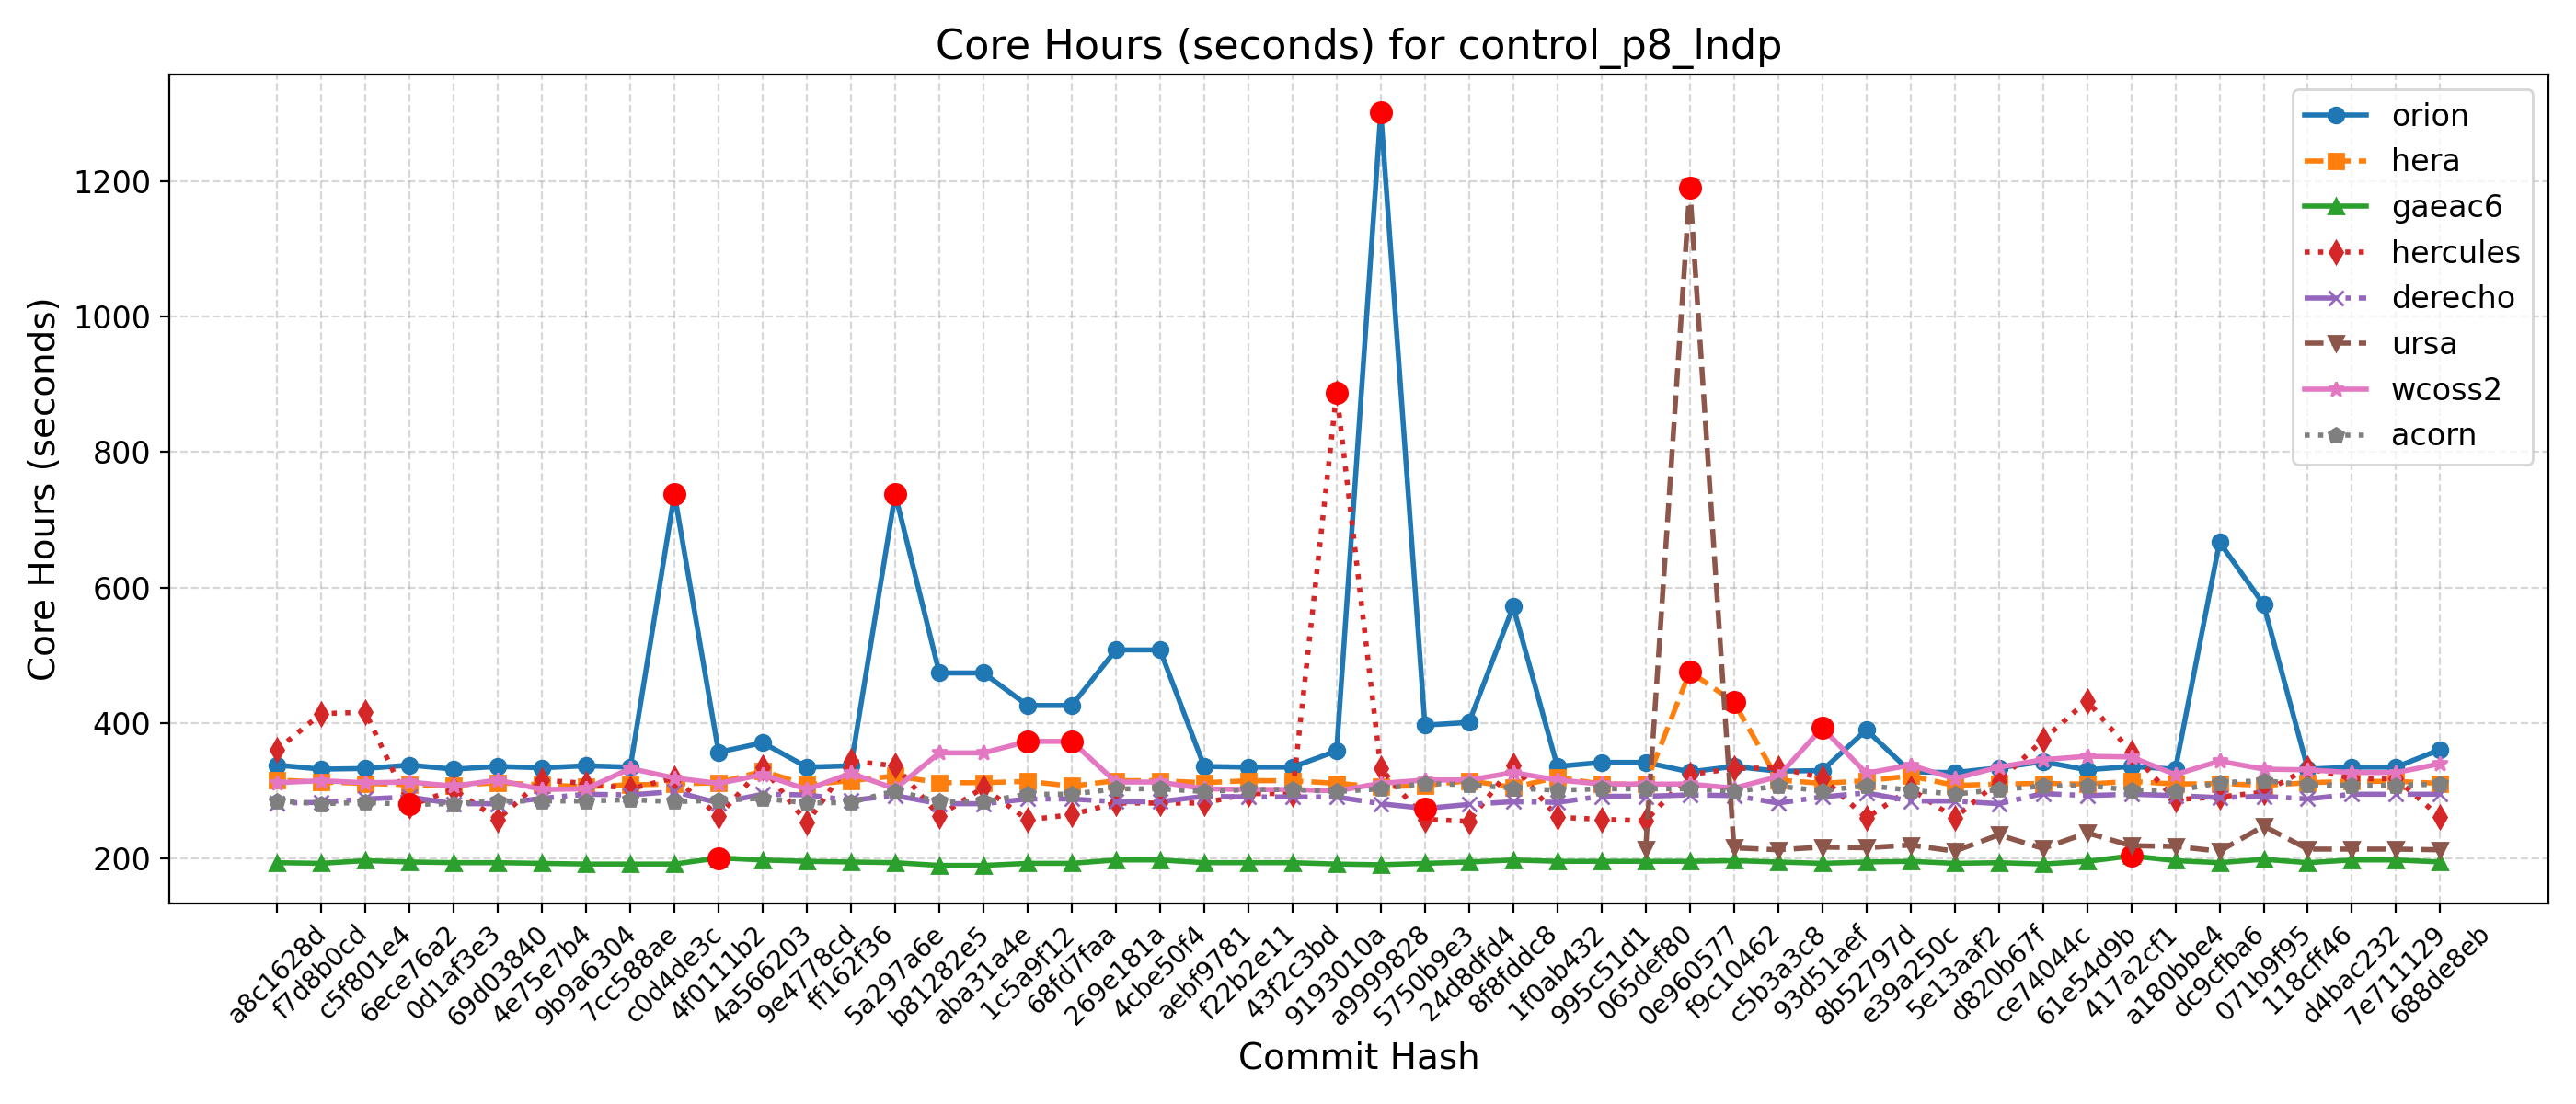 Core Hours (seconds) for control_p8_lndp
Core Hours (seconds)
1200
1000
800
600
400
200
orion
hera
gaeac6
hercules
derecho
ursa
wcoss2
acorn
a8c1628d
f7d8b0cd
c5f801e4
6ece76a2
0d1af3e3
69d03840
4e75e7b4
9b9a6304
7cc588ae
c0d4de3c
4f0111b2
4a566203
9e4778cd
ff162f36
5a297a6e
b81282e5
aba31a4e
1c5a9f12
68fd7faa
269e181a
4cbe50f4
aebf9781
f22b2e11
43f2c3bd
9193010a
a9999828
5750b9e3
24d8dfd4
8f8fddc8
1f0ab432
995c51d1
065def80
0e960577
f9c10462
c5b3a3c8
93d51aef
8b52797d
e39a250c
5e13aaf2
d820b67f
ce74044c
61e54d9b
417a2cf1
a180bbe4
dc9cfba6
071b9f95
118cff46
d4bac232
7e711129
688de8eb
Commit Hash